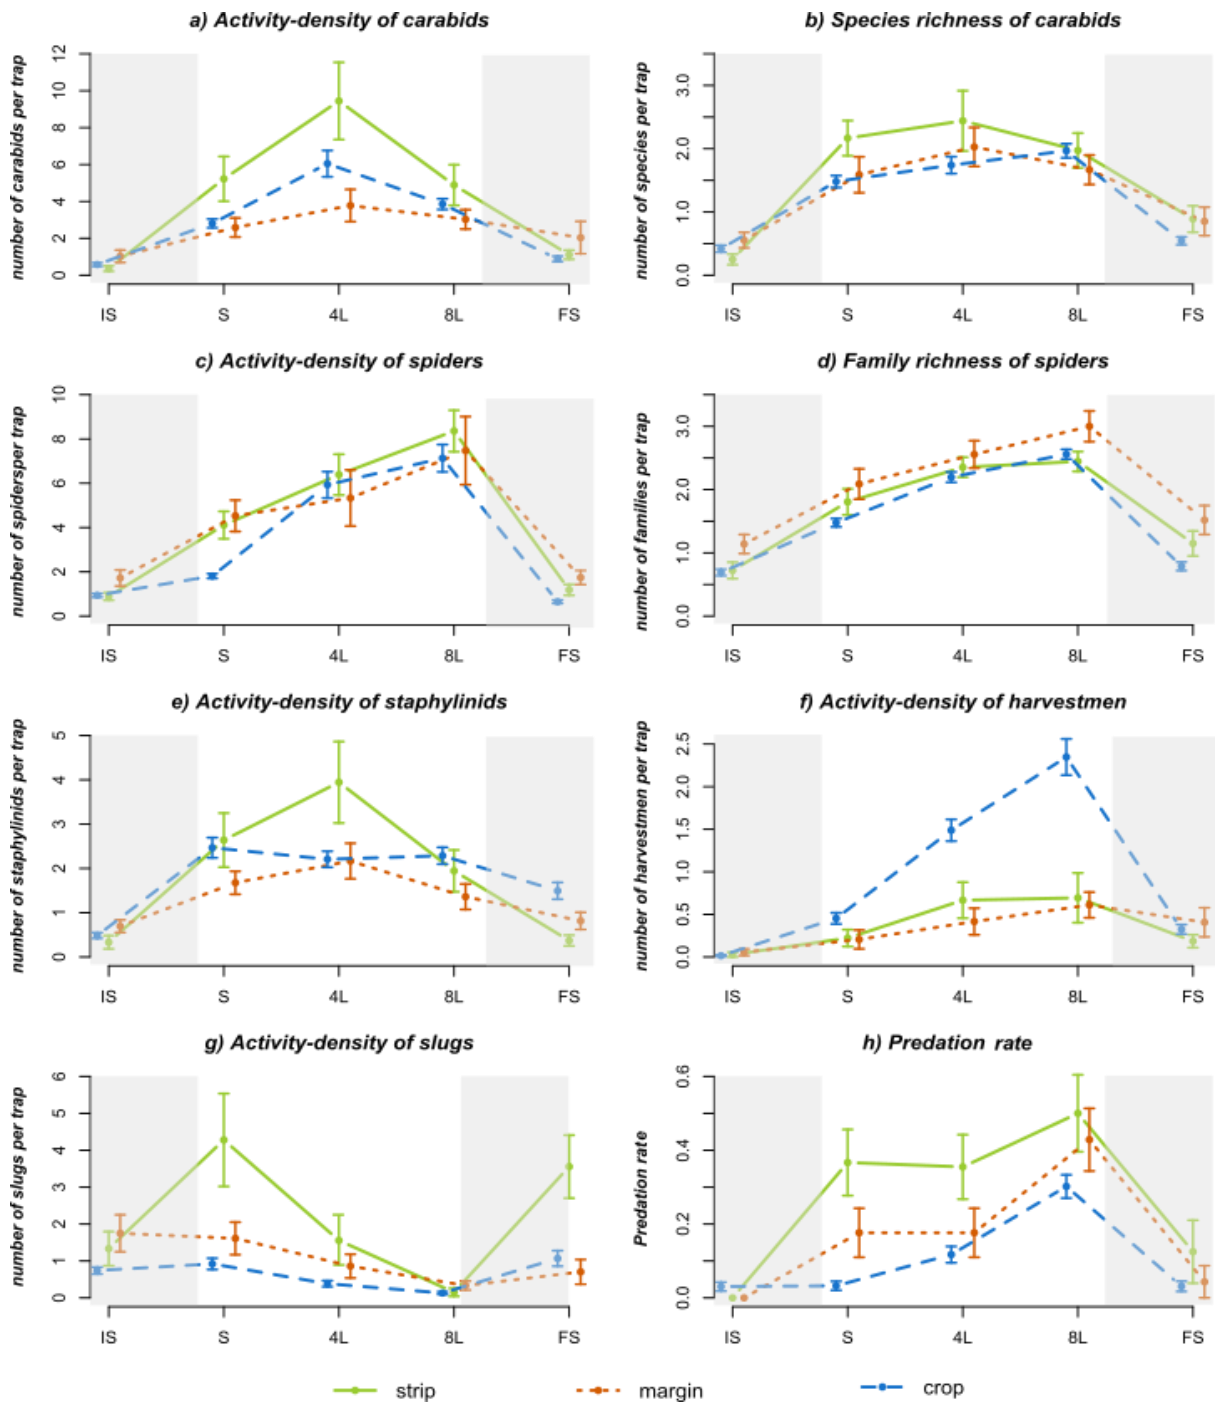 a) Activity-density of carabids
number of carabids per trap
12
10
8
6
4
2
0
IS S 4L 8L FS
b) Species richness of carabids
number of species per trap
3.0
2.0
1.0
0.0
IS S 4L 8L FS
c) Activity-density of spiders
number of spidersper trap
10
8
6
4
2
0
IS S 4L 8L FS
d) Family richness of spiders
number of families per trap
3.0
2.0
1.0
0.0
IS S 4L 8L FS
e) Activity-density of staphylinids
number of staphylinids per trap
5
4
3
2
1
0
IS S 4L 8L FS
f) Activity-density of harvestmen
number of harvestmen per trap
2.5
2.0
1.5
1.0
0.5
0.0
IS S 4L 8L FS
g) Activity-density of slugs
number of slugs per trap
6
5
4
3
2
1
0
IS S 4L 8L FS
h) Predation rate
Predation rate
0.6
0.4
0.2
0.0
IS S 4L 8L FS
strip margin crop